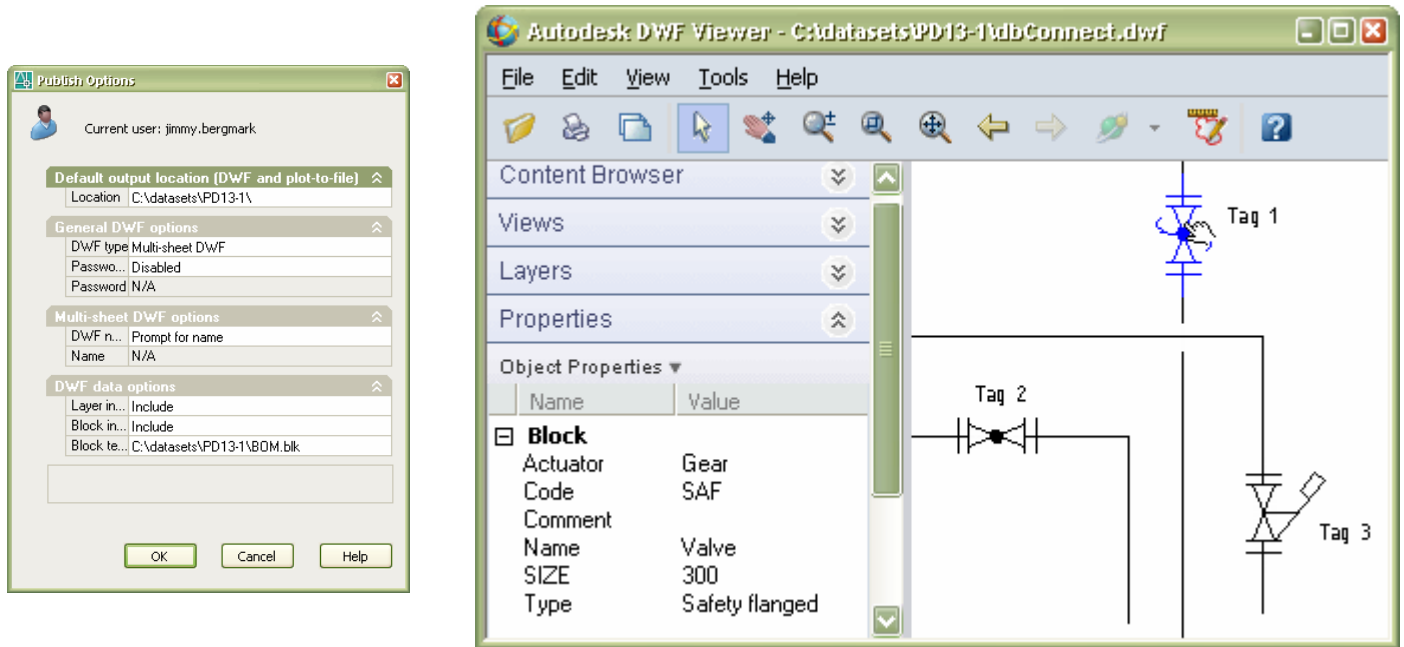 Publish Options
Current user: jimmy.bergmark
Default output location (DWF and plot-to-file)
Location C:\datasets\PD13-1\
General DWF options
DWF type Multi-sheet DWF
Passwo... Disabled
Password N/A
Multi-sheet DWF options
DWF n... Prompt for name
Name N/A
DWF data options
Layer in... Include
Block in... Include
Block te... C:\datasets\PD13-1\BOM.blk
OK Cancel Help
Autodesk DWF Viewer - C:\datasets\PD13-1\dbConnect.dwf
File Edit View Tools Help
Content Browser
Views
Layers
Properties
Object Properties
Name Value
Block
Actuator Gear
Code SAF
Comment
Name Valve
SIZE 300
Type Safety flanged
Tag 1
Tag 2
Tag 3